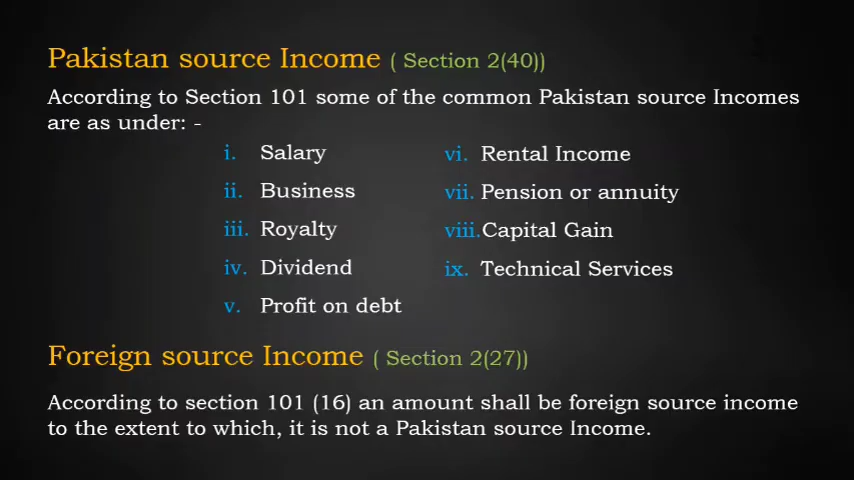 Pakistan source Income ( Section 2(40))
According to Section 101 some of the common Pakistan source Incomes
are as under: -
i. Salary
ii. Business
iii. Royalty
iv. Dividend
v. Profit on debt
vi. Rental Income
vii. Pension or annuity
viii. Capital Gain
ix. Technical Services
Foreign source Income ( Section 2(27))
According to section 101 (16) an amount shall be foreign source income
to the extent to which, it is not a Pakistan source Income.